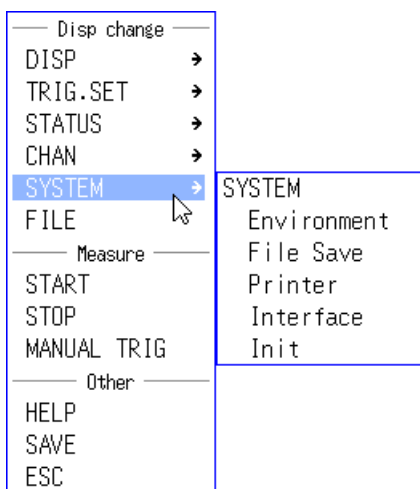 Disp change
DISP
TRIG.SET
STATUS
CHAN
SYSTEM
FILE
Measure
START
STOP
MANUAL TRIG
Other
HELP
SAVE
ESC
SYSTEM
Environment
File Save
Printer
Interface
Init